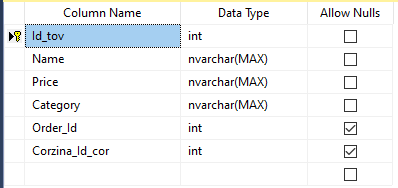 Column Name Data Type Allow Nulls
Id_tov int
Name nvarchar(MAX)
Price nvarchar(MAX)
Category nvarchar(MAX)
Order_Id int
Corzina_Id_cor int